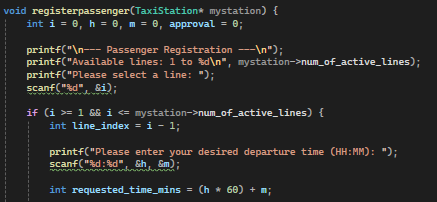 void registerpassenger(TaxiStation* mystation) {
    int i = 0, h = 0, m = 0, approval = 0;

    printf("\n--- Passenger Registration ---\n");
    printf("Available lines: 1 to %d\n", mystation->num_of_active_lines);
    printf("Please select a line: ");
    scanf("%d", &i);

    if (i >= 1 && i <= mystation->num_of_active_lines) {
        int line_index = i - 1;

        printf("Please enter your desired departure time (HH:MM): ");
        scanf("%d:%d", &h, &m);

        int requested_time_mins = (h * 60) + m;